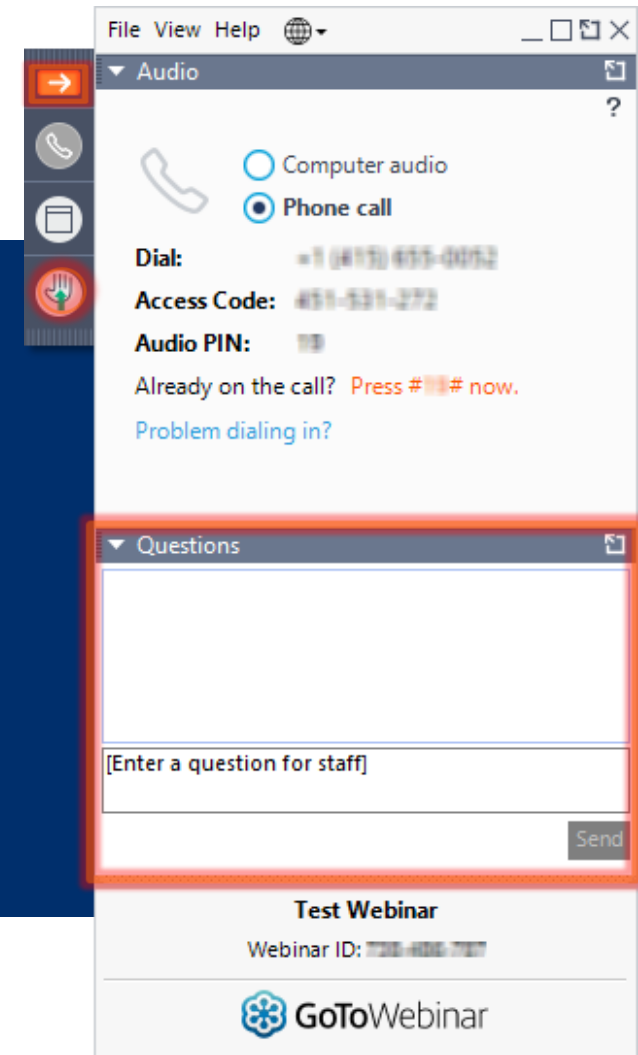 File View Help
Audio
?
Computer audio
Phone call
Dial:
Access Code:
Audio PIN:
Already on the call? Press # # now.
Problem dialing in?
Questions
[Enter a question for staff]
Send
Test Webinar
Webinar ID:
GoToWebinar